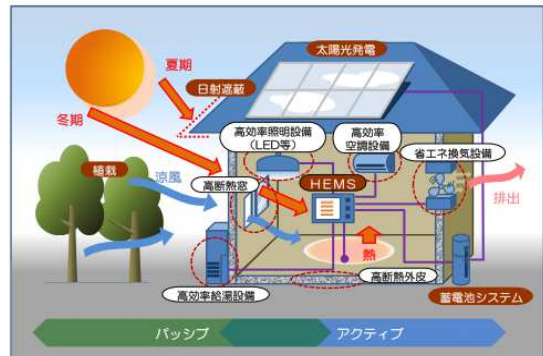 太陽光発電
夏期
日射遮蔽
冬期
高効率照明設備
(LED等)
高効率
空調設備
省エネ換気設備
植栽
涼風
高断熱窓
HEMS
排出
熱
高断熱外皮
高効率給湯設備
蓄電池システム
パッシブ
アクティブ